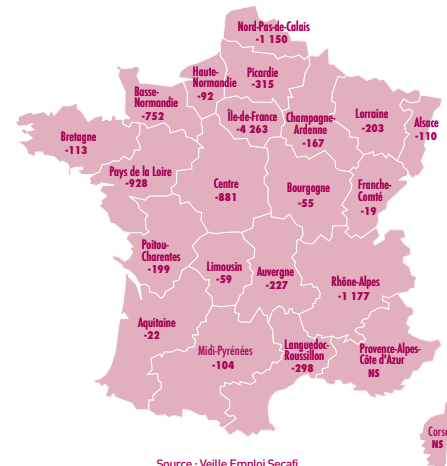 Nord-Pas-de-Calais
-1 150
Haute-
Normandie
-92
Picardie
-315
Basse-
Normandie
-752
Île-de-France
-4 263
Champagne-
Ardenne
-167
Lorraine
-203
Alsace
-110
Bretagne
-113
Pays de la Loire
-928
Centre
-881
Bourgogne
-55
Franche-
Comté
-19
Poitou-
Charentes
-199
Limousin
-59
Auvergne
-227
Rhône-Alpes
-1 177
Aquitaine
-22
Midi-Pyrénées
-104
Languedoc-
Roussillon
-298
Provence-Alpes-
Côte d'Azur
NS
Corse
NS
Source : Veille Emploi Secafi